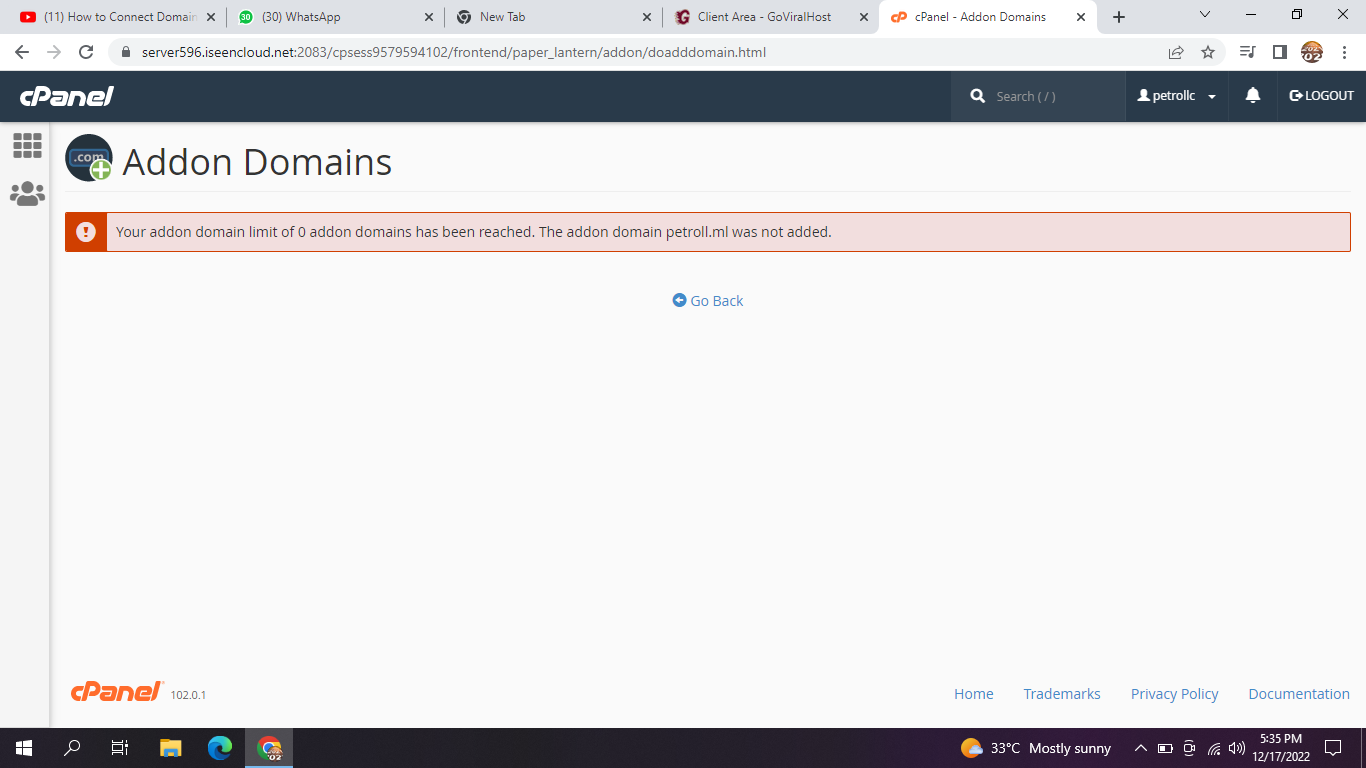 (11) How to Connect Domain
30 (30) WhatsApp
New Tab
Client Area - GoViralHost
cP cPanel - Addon Domains
server596.iseencloud.net:2083/cpsess9579594102/frontend/paper_lantern/addon/doadddomain.html
cPanel
Search ( / )
petrollc
LOGOUT
.com
Addon Domains
Your addon domain limit of 0 addon domains has been reached. The addon domain petroll.ml was not added.
Go Back
cPanel 102.0.1
Home Trademarks Privacy Policy Documentation
33°C Mostly sunny
5:35 PM
12/17/2022